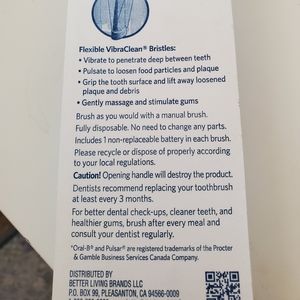 Flexible VibraClean® Bristles:
• Vibrate to penetrate deep between teeth
• Pulsate to loosen food particles and plaque
• Grip the tooth surface and lift away loosened
plaque and debris
• Gently massage and stimulate gums
Brush as you would with a manual brush.
Fully disposable. No need to change any parts.
Includes 1 non-replaceable battery in each brush.
Please recycle or dispose of properly according
to your local regulations.
Caution! Opening handle will destroy the product.
Dentists recommend replacing your toothbrush
at least every 3 months.
For better dental check-ups, cleaner teeth, and
healthier gums, brush after every meal and
consult your dentist regularly.
*Oral-B® and Pulsar® are registered trademarks of the Procter
& Gamble Business Services Canada Company.
DISTRIBUTED BY
BETTER LIVING BRANDS LLC
P.O. BOX 99, PLEASANTON, CA 94566-0009